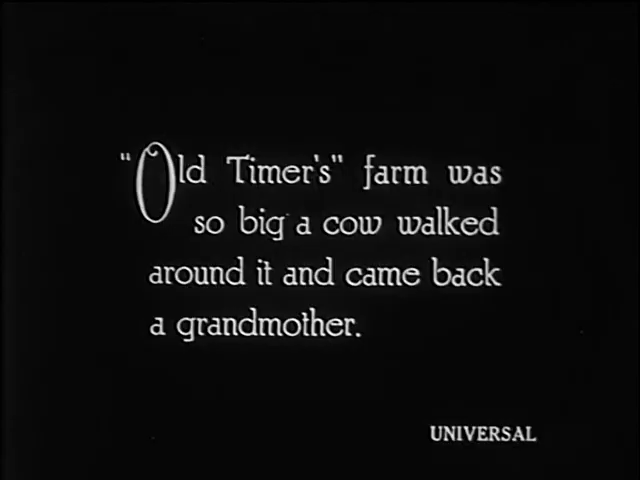 "Old Timer's" farm was
so big a cow walked
around it and came back
a grandmother.
UNIVERSAL